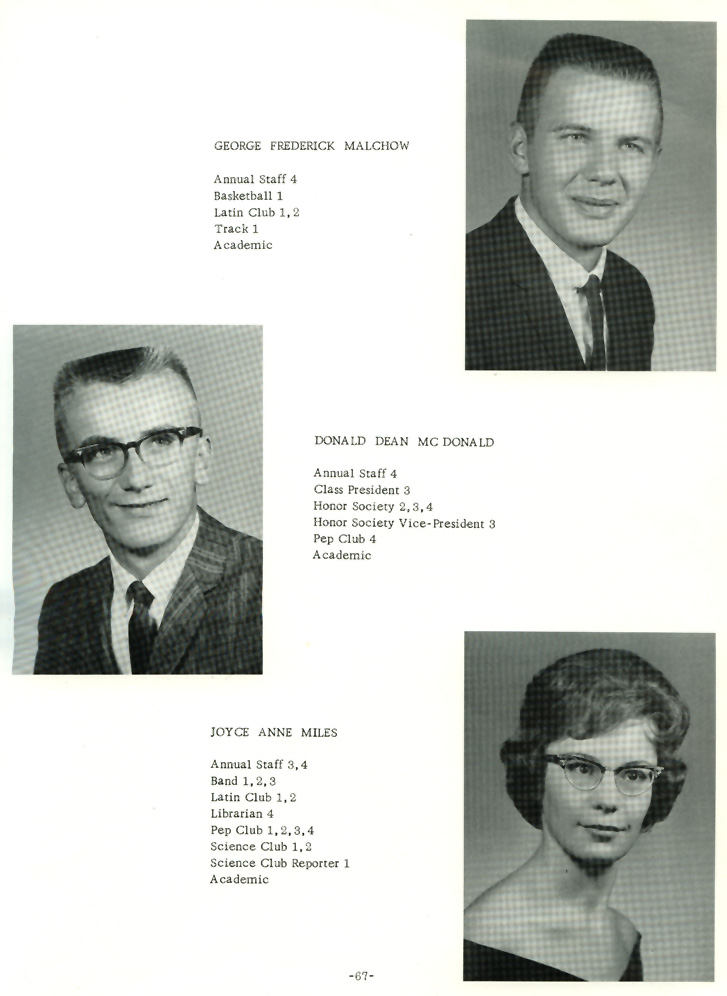 GEORGE FREDERICK MALCHOW
Annual Staff 4
Basketball 1
Latin Club 1,2
Track 1
Academic
DONALD DEAN MC DONALD
Annual Staff 4
Class President 3
Honor Society 2,3,4
Honor Society Vice-President 3
Pep Club 4
Academic
JOYCE ANNE MILES
Annual Staff 3,4
Band 1,2,3
Latin Club 1,2
Librarian 4
Pep Club 1,2,3,4
Science Club 1,2
Science Club Reporter 1
Academic
-67-